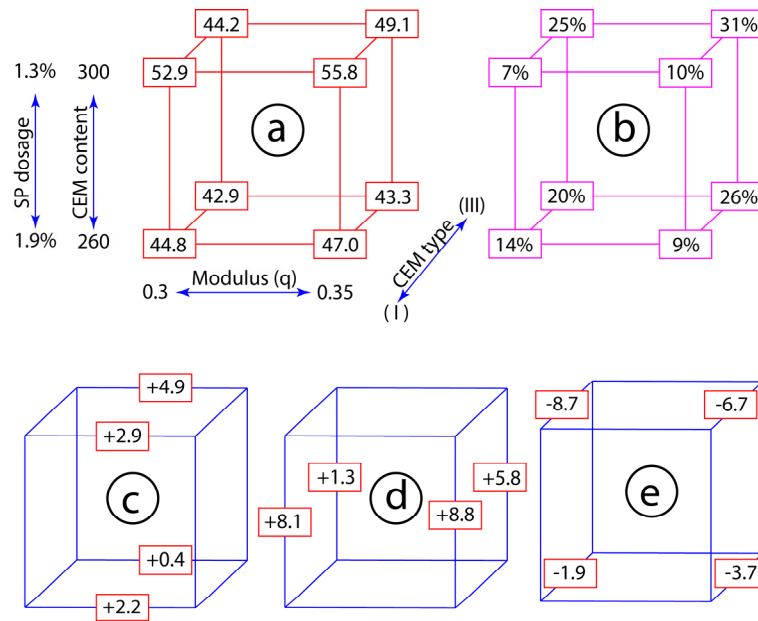 44.2 49.1 25% 31%
1.3% 300 52.9 55.8 7% 10%
SP dosage CEM content a b
42.9 43.3 (III) 20% 26%
1.9% 260 44.8 47.0 CEM type 14% 9%
Modulus (q)
0.3 0.35
( I )
+4.9 -8.7 -6.7
+2.9
+1.3 +5.8
c d e
+8.1 +8.8
+0.4 -1.9 -3.7
+2.2